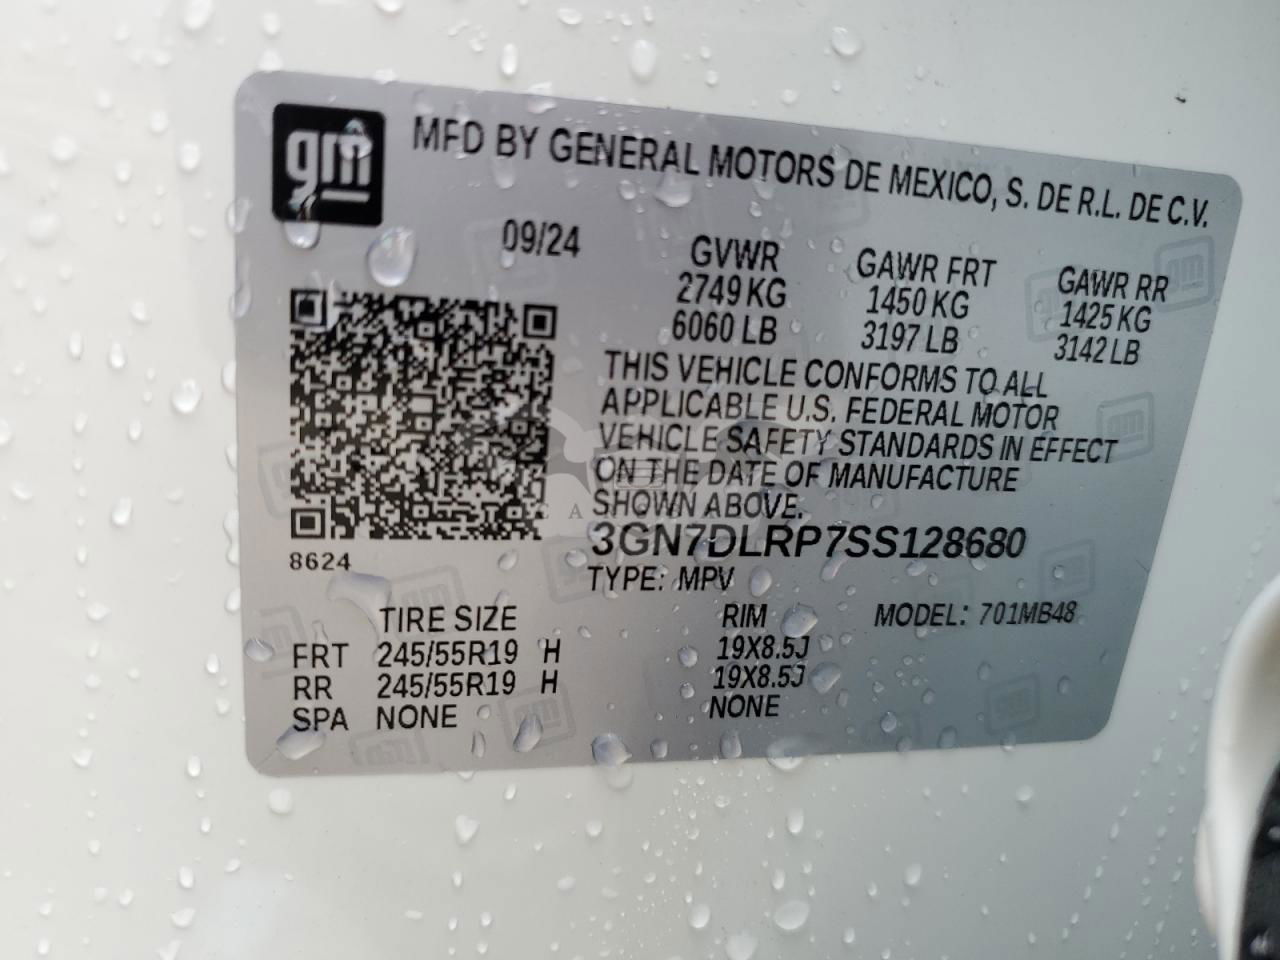 gm
MFD BY GENERAL MOTORS DE MEXICO, S. DE R.L. DE C.V.
09/24
GVWR GAWR FRT GAWR RR
2749 KG 1450 KG 1425 KG
6060 LB 3197 LB 3142 LB
THIS VEHICLE CONFORMS TO ALL
APPLICABLE U.S. FEDERAL MOTOR
VEHICLE SAFETY STANDARDS IN EFFECT
ON THE DATE OF MANUFACTURE
SHOWN ABOVE.
3GN7DLRP7SS128680
8624
TYPE: MPV
TIRE SIZE RIM MODEL: 701MB48
FRT 245/55R19 H 19X8.5J
RR 245/55R19 H 19X8.5J
SPA NONE NONE